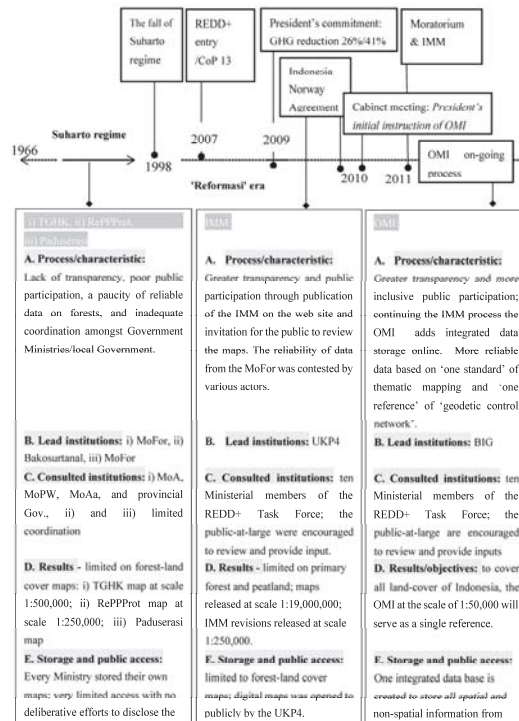 The fall of
Suharto
regime
REDD+
entry
/CoP 13
President's commitment:
GHG reduction 26%/41%
Moratorium
& IMM
Indonesia
Norway
Agreement
Cabinet meeting: President's
initial instruction of OMI
OMI on-going
process
Suharto regime
1966
1998
2007
2009
2010
2011
'Reformasi' era
i) TGHK, ii) RePPProt,
iii) Paduserasi
A. Process/characteristic:
Lack of transparency, poor public
participation, a paucity of reliable
data on forests, and inadequate
coordination amongst Government
Ministries/local Government.
B. Lead institutions: i) MoFor, ii)
Bakosurtanal, iii) MoFor
C. Consulted institutions: i) MoA,
MoPW, MoAa, and provincial
Gov., ii) and iii) limited
coordination
D. Results - limited on forest-land
cover maps: i) TGHK map at scale
1:500,000; ii) RePPProt map at
scale 1:250,000; iii) Paduserasi
map
E. Storage and public access:
Every Ministry stored their own
maps; very limited access with no
deliberative efforts to disclose the
IMM
A. Process/characteristic:
Greater transparency and public
participation through publication
of the IMM on the web site and
invitation for the public to review
the maps. The reliability of data
from the MoFor was contested by
various actors.
B. Lead institutions: UKP4
C. Consulted institutions: ten
Ministerial members of the
REDD+ Task Force; the
public-at-large were encouraged
to review and provide input.
D. Results - limited on primary
forest and peatland; maps
released at scale 1:19,000,000;
IMM revisions released at scale
1:250.000.
E. Storage and public access:
limited to forest-land cover
maps; digital maps was opened to
publicly by the UKP4.
OMI
A. Process/characteristic:
Greater transparency and more
inclusive public participation;
continuing the IMM process the
OMI adds integrated data
storage online. More reliable
data based on 'one standard' of
thematic mapping and 'one
reference' of 'geodetic control
network'.
B. Lead institutions: BIG
C. Consulted institutions: ten
Ministerial members of the
REDD+ Task Force; the
public-at-large are encouraged
to review and provide inputs
D. Results/objectives: to cover
all land-cover of Indonesia, the
OMI at the scale of 1:50,000 will
serve as a single reference.
E. Storage and public access:
One integrated data base is
created to store all spatial and
non-spatial information from